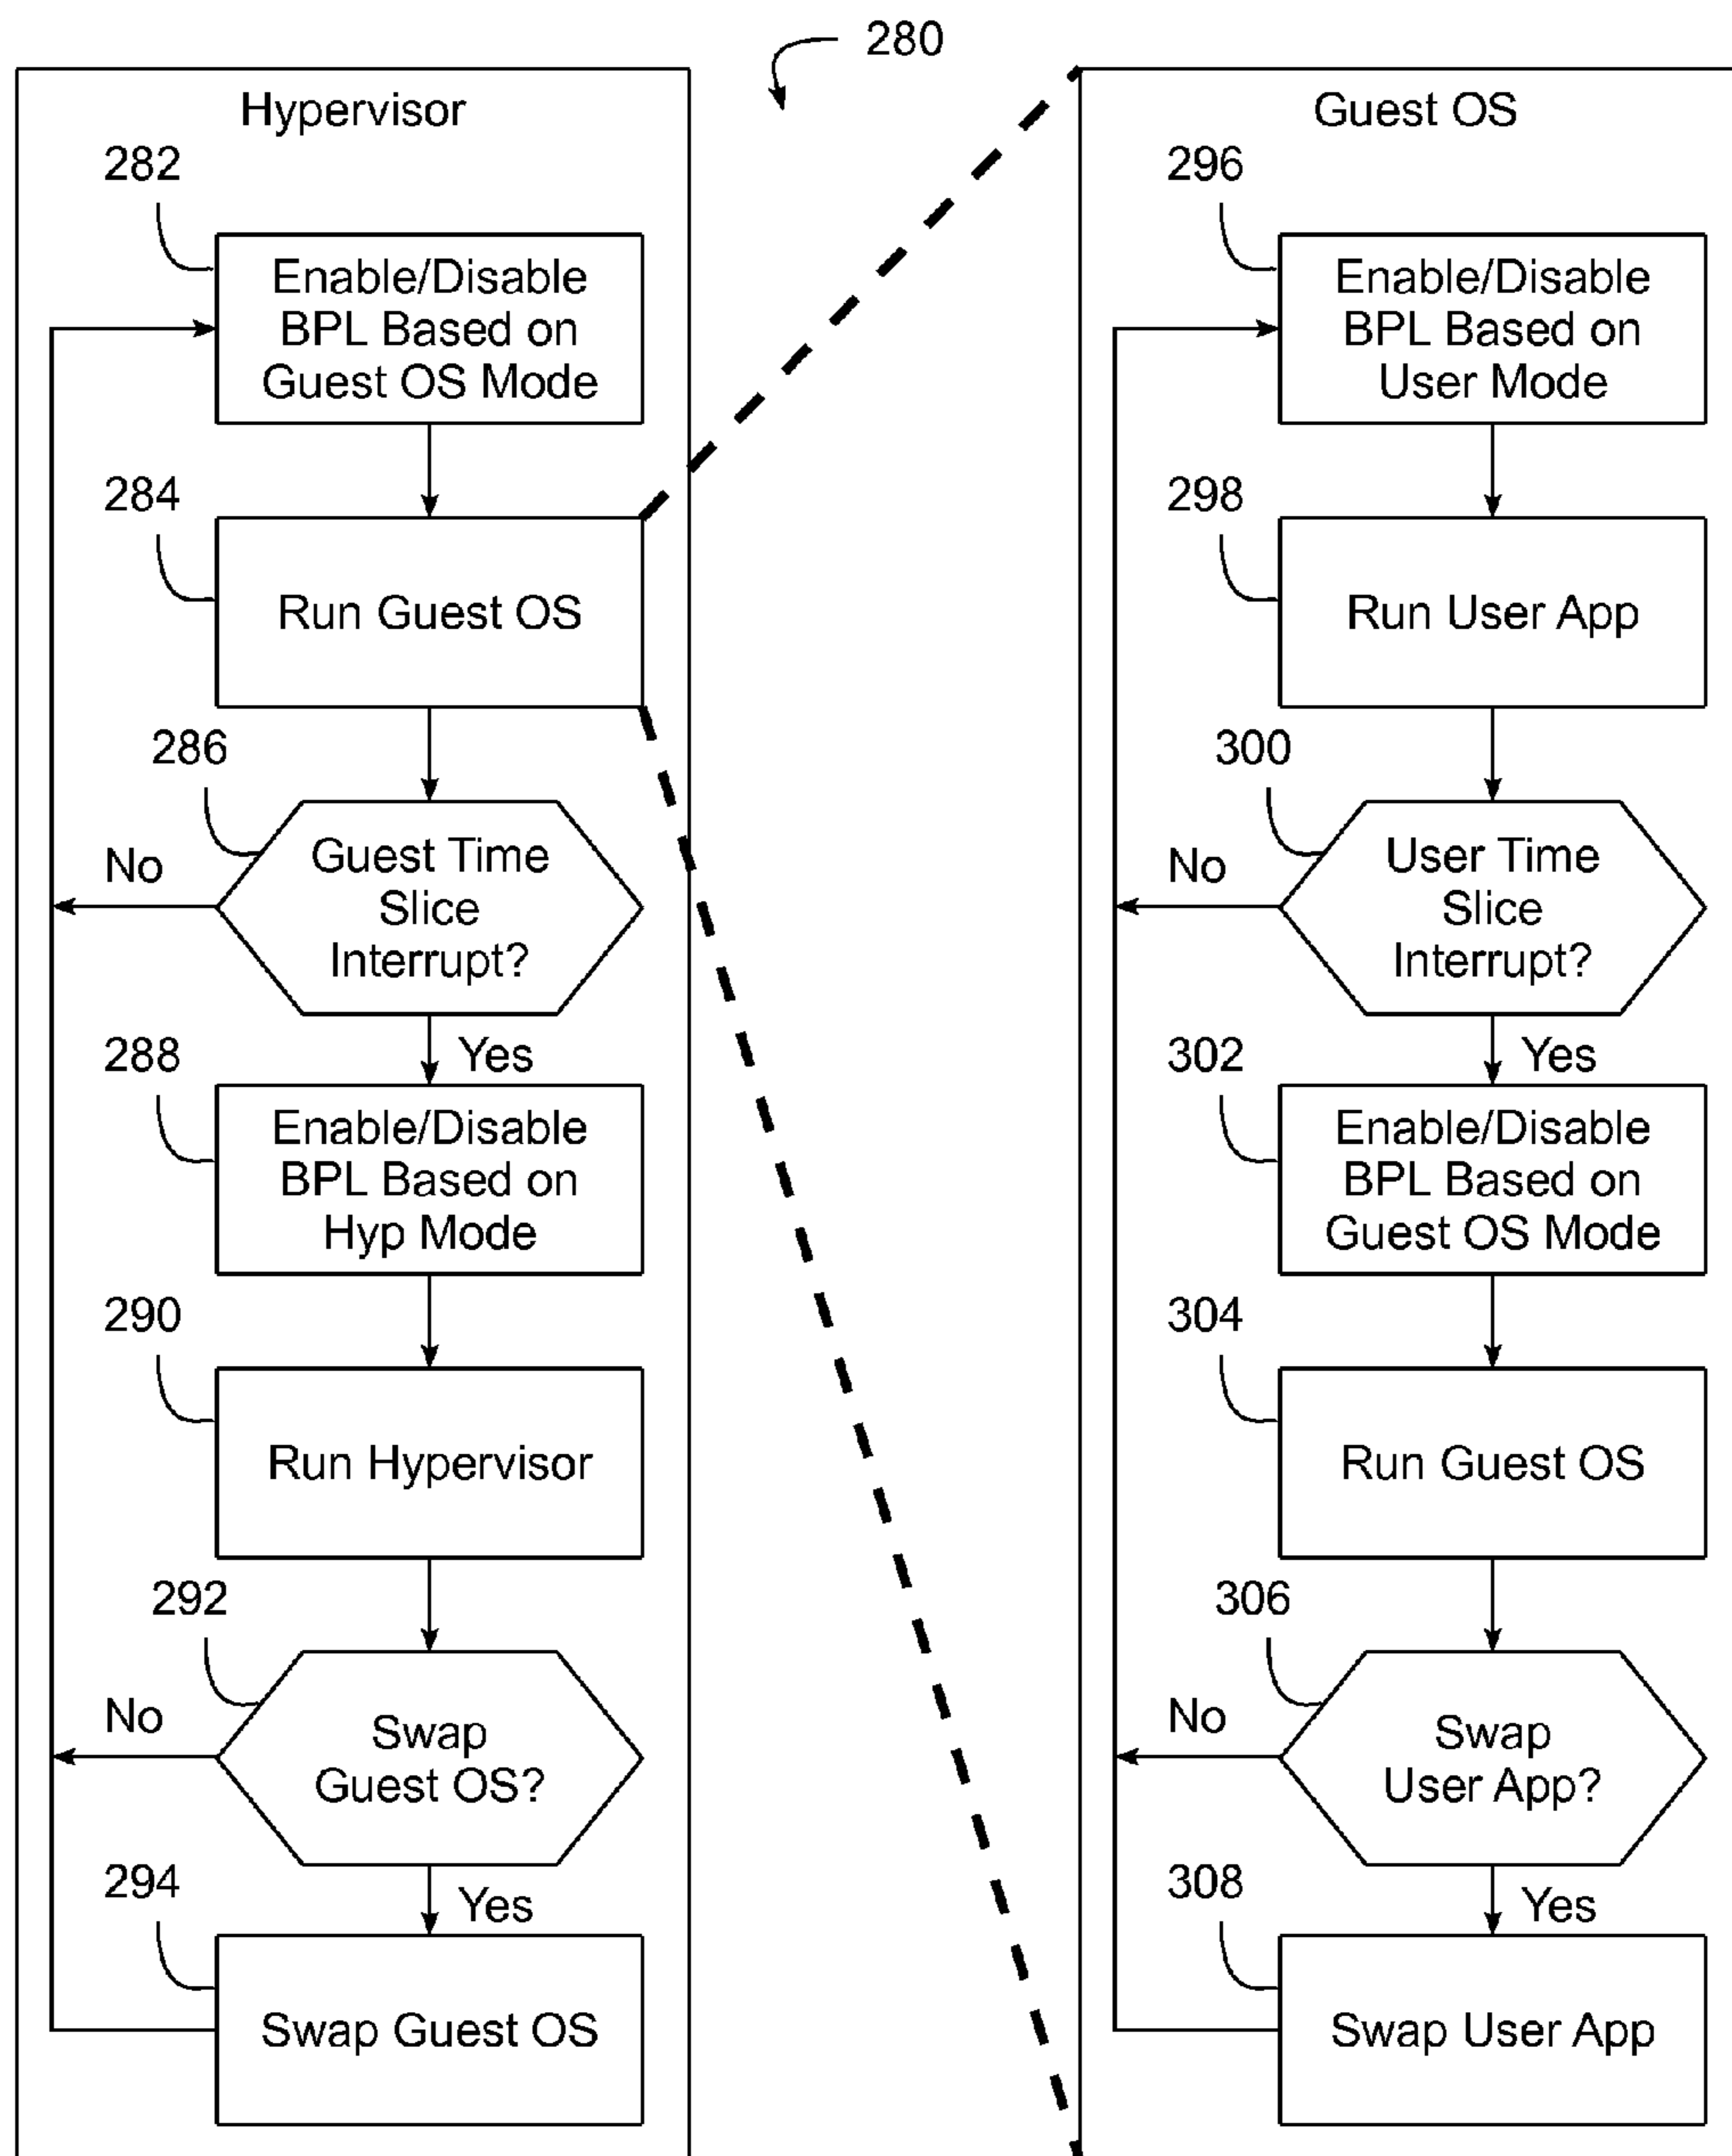 280
Hypervisor
282
Enable/Disable
BPL Based on
Guest OS Mode
284
Run Guest OS
286
Guest Time
Slice
Interrupt?
No
Yes
288
Enable/Disable
BPL Based on
Hyp Mode
290
Run Hypervisor
292
Swap
Guest OS?
No
Yes
294
Swap Guest OS
Guest OS
296
Enable/Disable
BPL Based on
User Mode
298
Run User App
300
User Time
Slice
Interrupt?
No
Yes
302
Enable/Disable
BPL Based on
Guest OS Mode
304
Run Guest OS
306
Swap
User App?
No
Yes
308
Swap User App